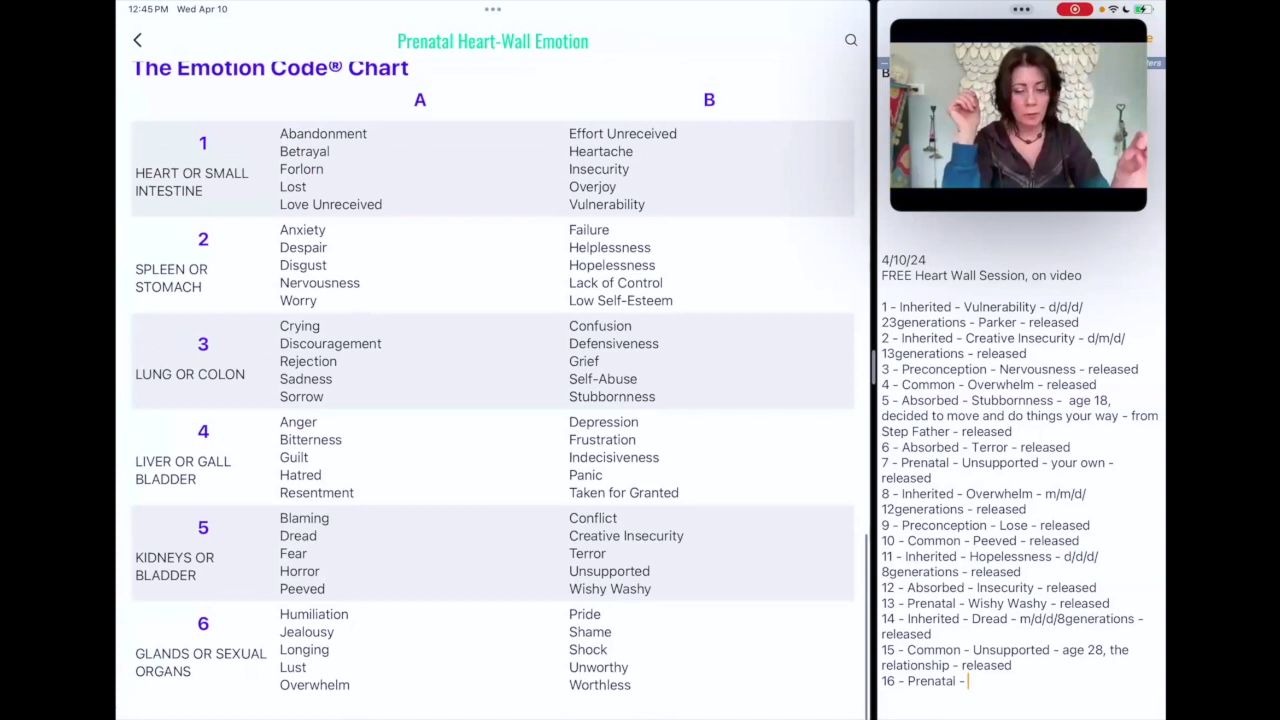 12:45 PM Wed Apr 10
Prenatal Heart-Wall Emotion
The Emotion Code® Chart
A
B
1
HEART OR SMALL
INTESTINE
Abandonment
Betrayal
Forlorn
Lost
Love Unreceived
Effort Unreceived
Heartache
Insecurity
Overjoy
Vulnerability
2
SPLEEN OR
STOMACH
Anxiety
Despair
Disgust
Nervousness
Worry
Failure
Helplessness
Hopelessness
Lack of Control
Low Self-Esteem
3
LUNG OR COLON
Crying
Discouragement
Rejection
Sadness
Sorrow
Confusion
Defensiveness
Grief
Self-Abuse
Stubbornness
4
LIVER OR GALL
BLADDER
Anger
Bitterness
Guilt
Hatred
Resentment
Depression
Frustration
Indecisiveness
Panic
Taken for Granted
5
KIDNEYS OR
BLADDER
Blaming
Dread
Fear
Horror
Peeved
Conflict
Creative Insecurity
Terror
Unsupported
Wishy Washy
6
GLANDS OR SEXUAL
ORGANS
Humiliation
Jealousy
Longing
Lust
Overwhelm
Pride
Shame
Shock
Unworthy
Worthless
4/10/24
FREE Heart Wall Session, on video
1 - Inherited - Vulnerability - d/d/d/
23generations - Parker - released
2 - Inherited - Creative Insecurity - d/m/d/
13generations - released
3 - Preconception - Nervousness - released
4 - Common - Overwhelm - released
5 - Absorbed - Stubbornness - age 18,
decided to move and do things your way - from
Step Father - released
6 - Absorbed - Terror - released
7 - Prenatal - Unsupported - your own -
released
8 - Inherited - Overwhelm - m/m/d/
12generations - released
9 - Preconception - Lose - released
10 - Common - Peeved - released
11 - Inherited - Hopelessness - d/d/d/
8generations - released
12 - Absorbed - Insecurity - released
13 - Prenatal - Wishy Washy - released
14 - Inherited - Dread - m/d/d/8generations -
released
15 - Common - Unsupported - age 28, the
relationship - released
16 - Prenatal -